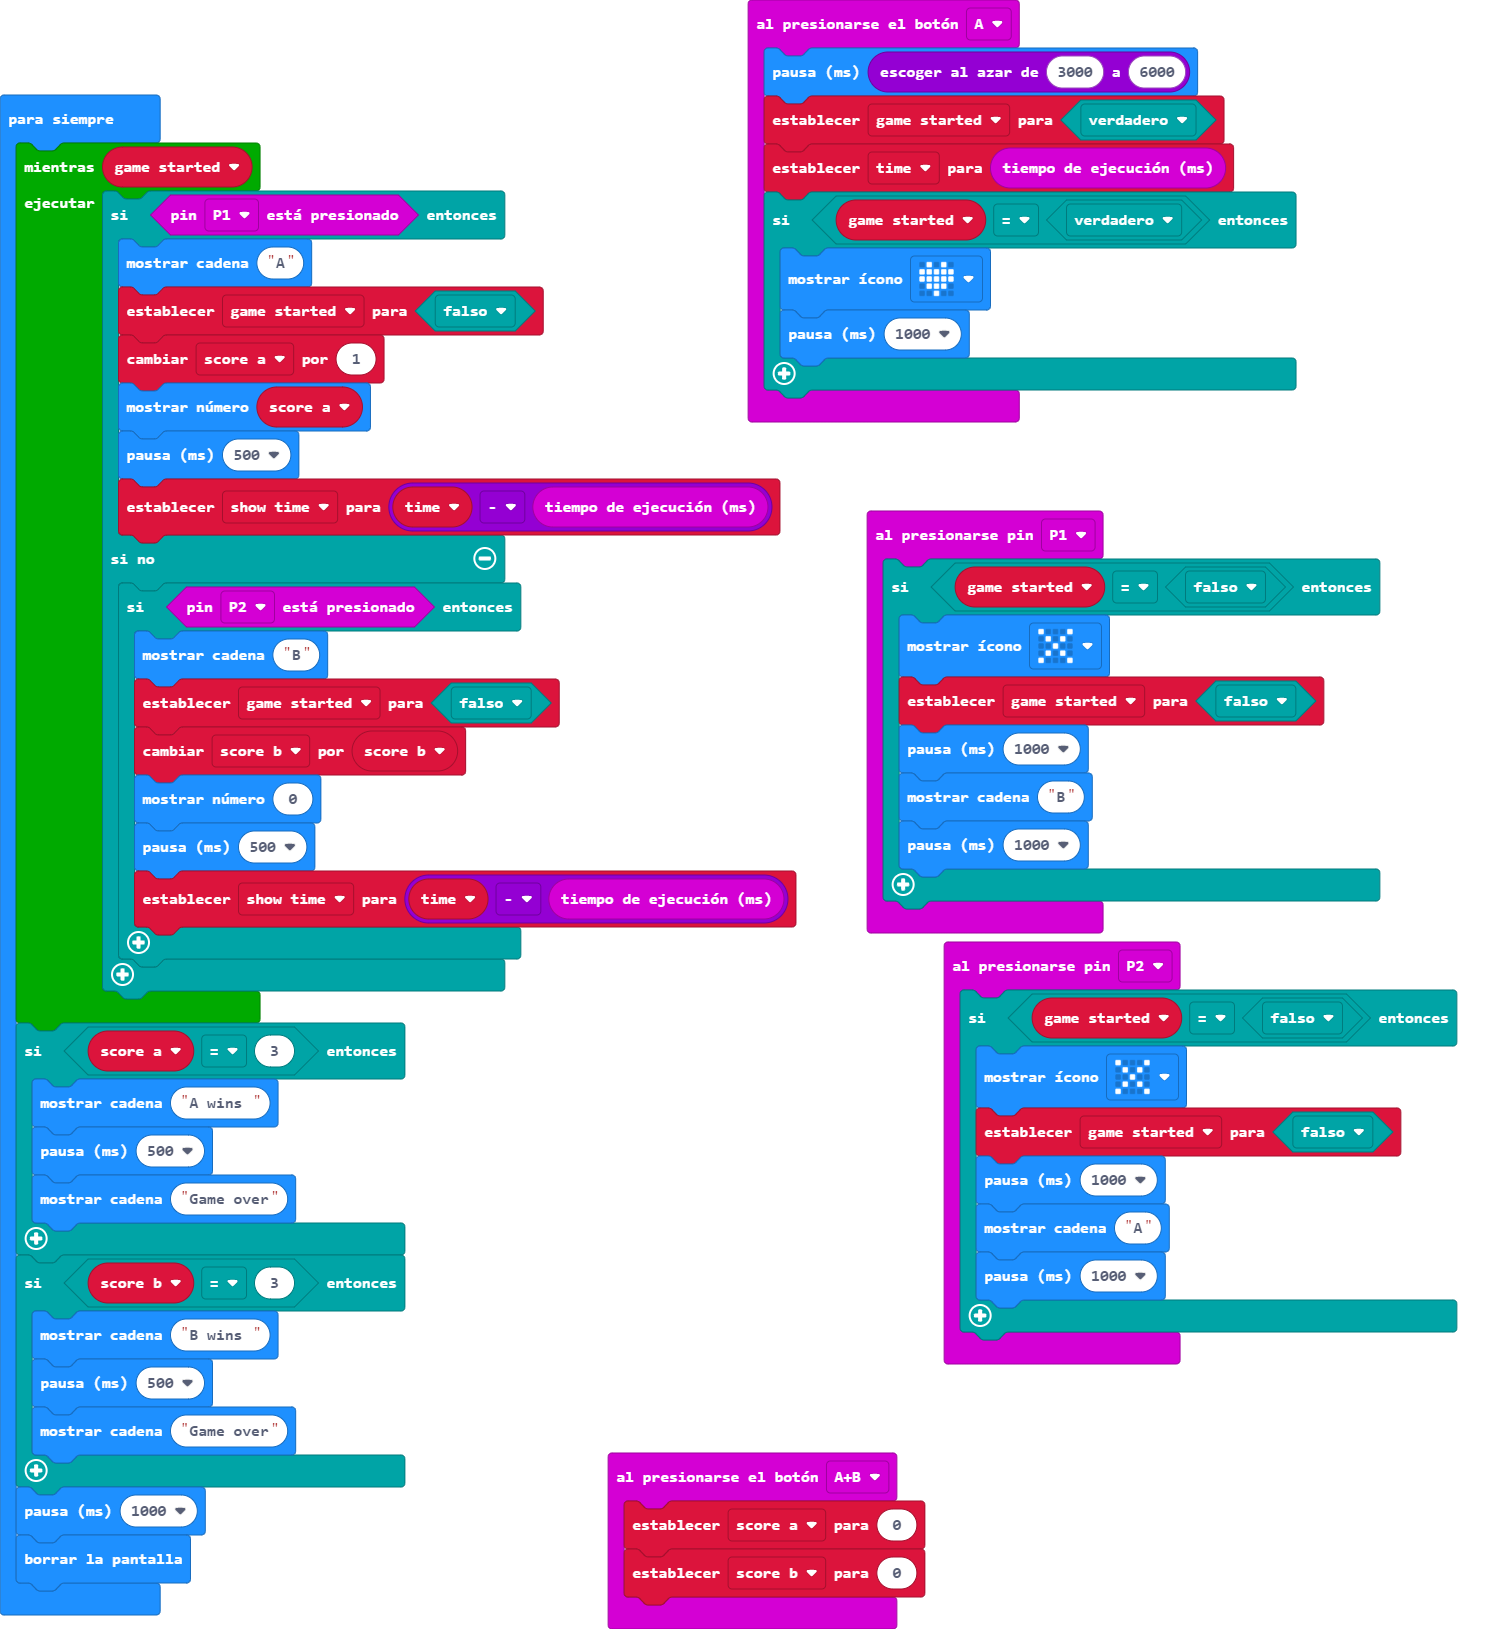 para siempre
mientras game started
ejecutar
si pin P1 está presionado entonces
mostrar cadena "A"
establecer game started para falso
cambiar score a por 1
mostrar número score a
pausa (ms) 500
establecer show time para time - tiempo de ejecución (ms)
si no
si pin P2 está presionado entonces
mostrar cadena "B"
establecer game started para falso
cambiar score b por score b
mostrar número 0
pausa (ms) 500
establecer show time para time - tiempo de ejecución (ms)
si score a = 3 entonces
mostrar cadena "A wins "
pausa (ms) 500
mostrar cadena "Game over"
si score b = 3 entonces
mostrar cadena "B wins "
pausa (ms) 500
mostrar cadena "Game over"
pausa (ms) 1000
borrar la pantalla
al presionarse el botón A
pausa (ms) escoger al azar de 3000 a 6000
establecer game started para verdadero
establecer time para tiempo de ejecución (ms)
si game started = verdadero entonces
mostrar ícono
pausa (ms) 1000
al presionarse pin P1
si game started = falso entonces
mostrar ícono
establecer game started para falso
pausa (ms) 1000
mostrar cadena "B"
pausa (ms) 1000
al presionarse pin P2
si game started = falso entonces
mostrar ícono
establecer game started para falso
pausa (ms) 1000
mostrar cadena "A"
pausa (ms) 1000
al presionarse el botón A+B
establecer score a para 0
establecer score b para 0